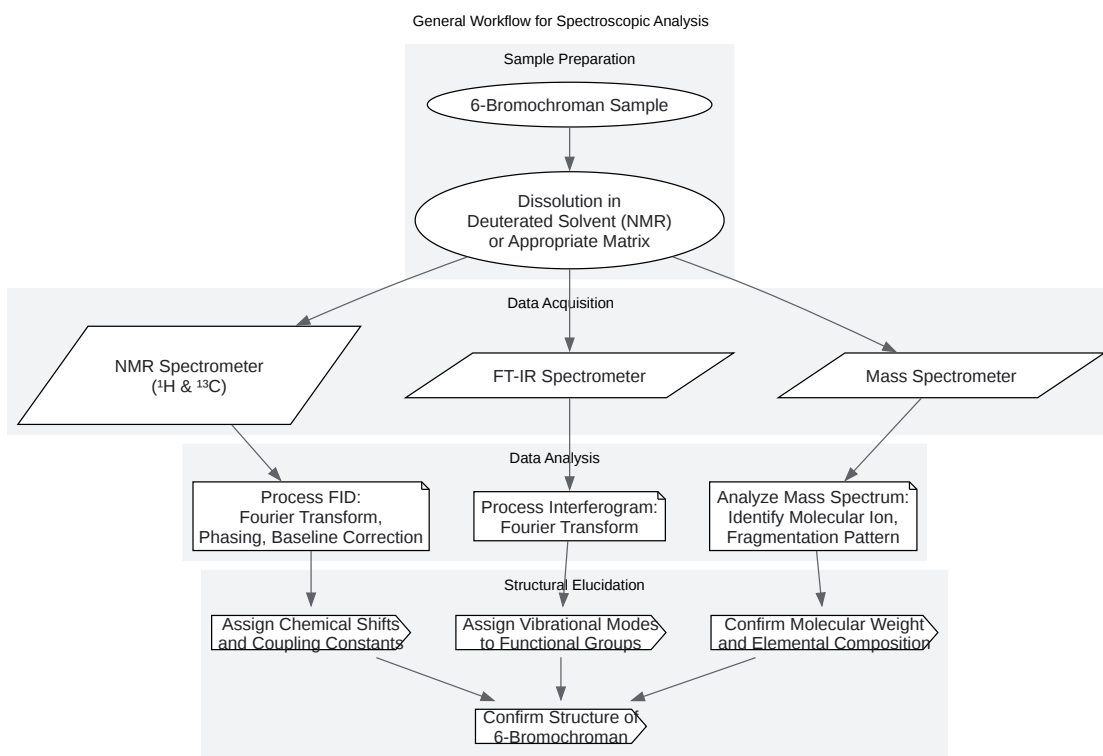 General Workflow for Spectroscopic Analysis
Sample Preparation
6-Bromochroman Sample
Dissolution in
Deuterated Solvent (NMR)
or Appropriate Matrix
Data Acquisition
NMR Spectrometer
(¹H & ¹³C)
FT-IR Spectrometer
Mass Spectrometer
Data Analysis
Process FID:
Fourier Transform,
Phasing, Baseline Correction
Process Interferogram:
Fourier Transform
Analyze Mass Spectrum:
Identify Molecular Ion,
Fragmentation Pattern
Structural Elucidation
Assign Chemical Shifts
and Coupling Constants
Assign Vibrational Modes
to Functional Groups
Confirm Molecular Weight
and Elemental Composition
Confirm Structure of
6-Bromochroman